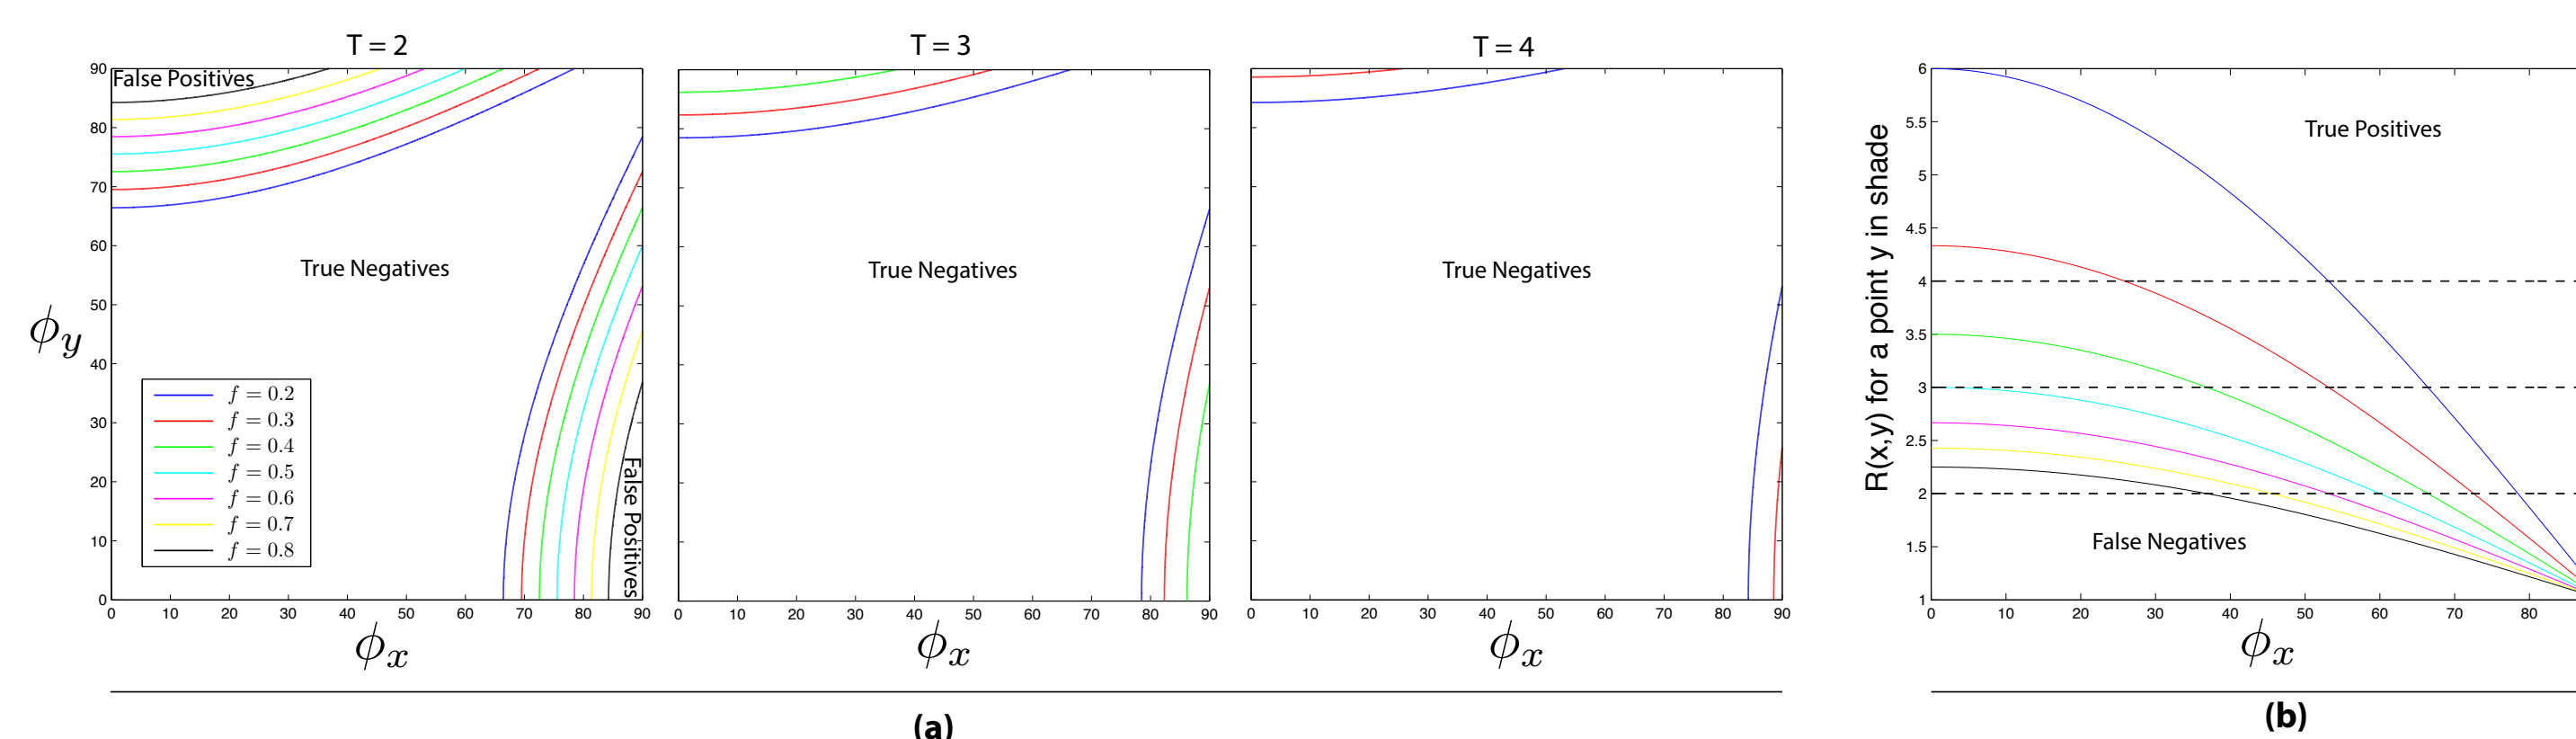 T = 2
T = 3
T = 4
False Positives
True Negatives
False Positives
True Negatives
True Negatives
ϕy
90
80
70
60
50
40
30
20
10
0
f = 0.2
f = 0.3
f = 0.4
f = 0.5
f = 0.6
f = 0.7
f = 0.8
0 10 20 30 40 50 60 70 80 90
0 10 20 30 40 50 60 70 80 90
0 10 20 30 40 50 60 70 80 90
ϕx
ϕx
ϕx
(a)
R(x,y) for a point y in shade
6
5.5
5
4.5
4
3.5
3
2.5
2
1.5
1
True Positives
False Negatives
0 10 20 30 40 50 60 70 80
ϕx
(b)